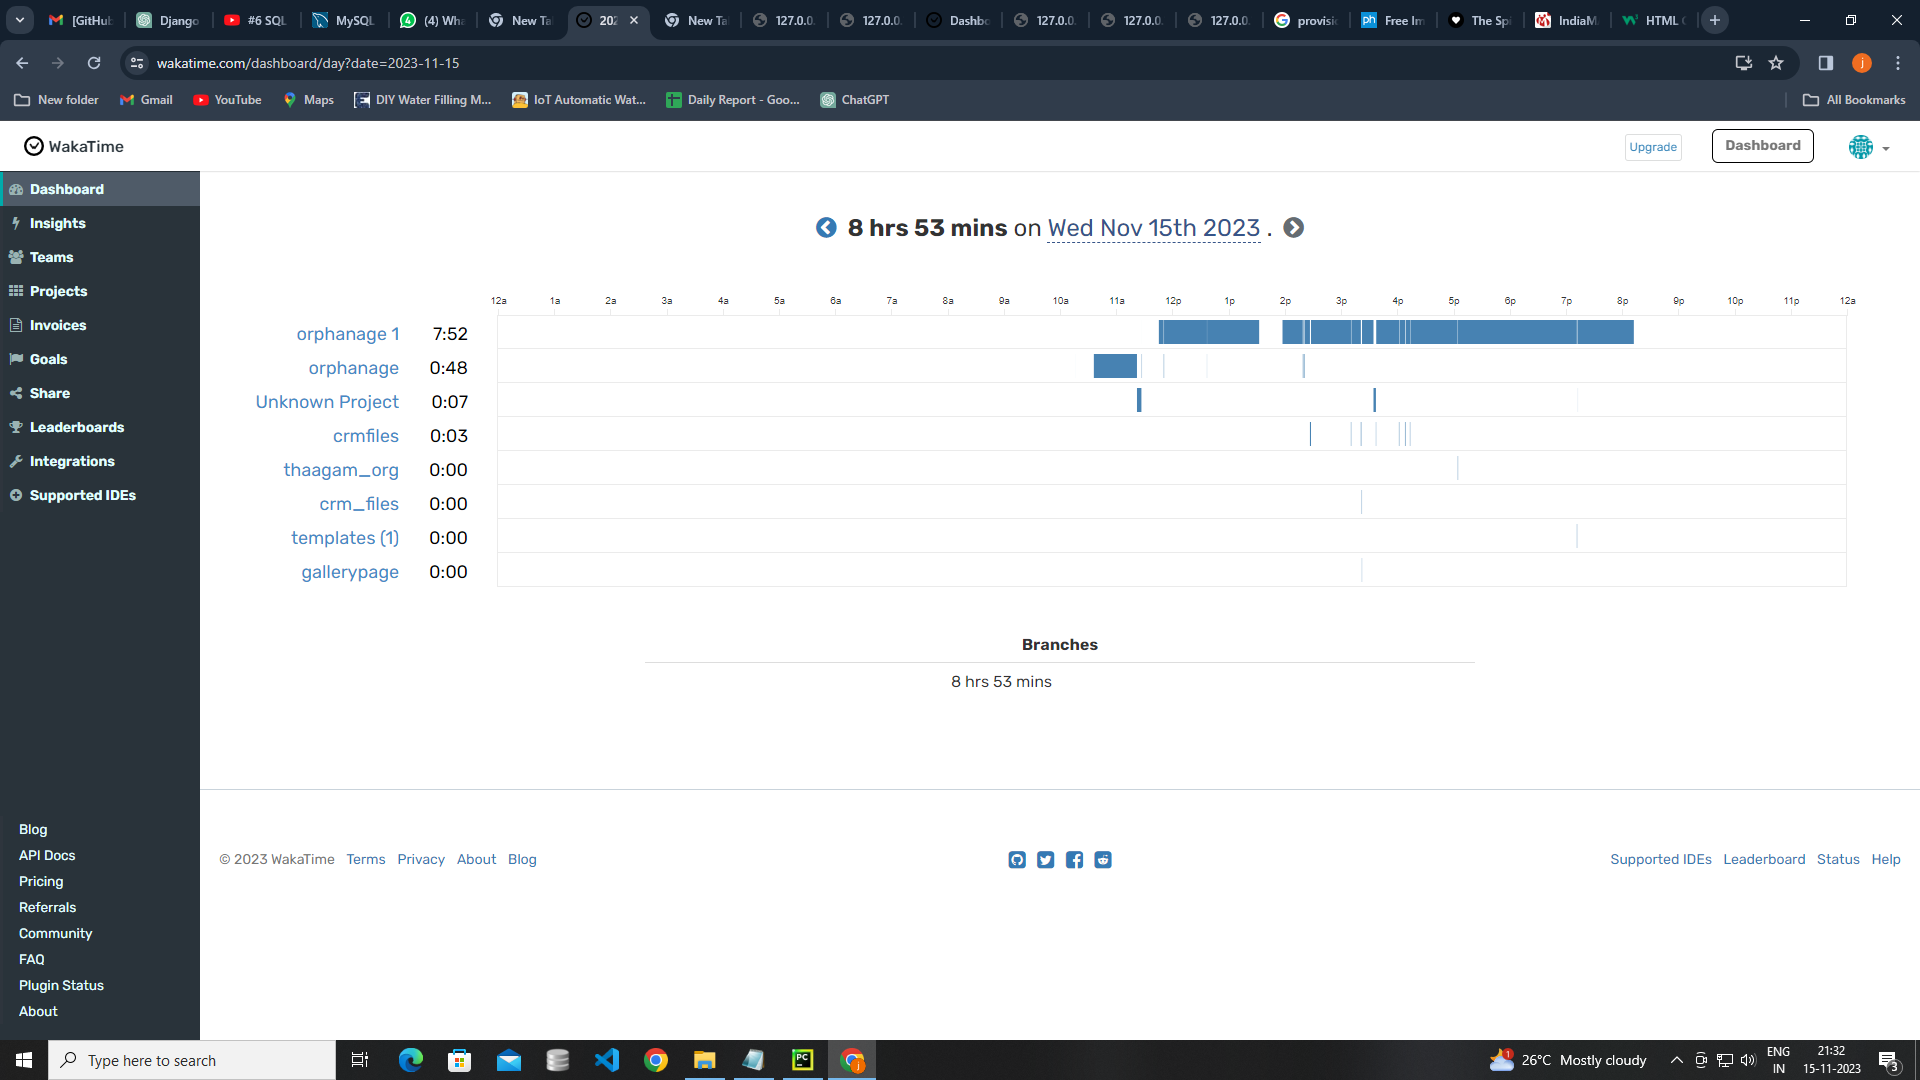 [GitHub
Django
#6 SQL
MySQL
(4) Wha
New Ta
202
New Ta
127.0.0.
127.0.0.
Dashbo
127.0.0.
127.0.0.
127.0.0.
provisio
Free Im
The Spi
IndiaMA
HTML C
wakatime.com/dashboard/day?date=2023-11-15
New folder
Gmail
YouTube
Maps
DIY Water Filling M...
IoT Automatic Wat...
Daily Report - Goo...
ChatGPT
All Bookmarks
WakaTime
Upgrade
Dashboard
Dashboard
Insights
Teams
Projects
Invoices
Goals
Share
Leaderboards
Integrations
Supported IDEs
8 hrs 53 mins on Wed Nov 15th 2023 .
12a 1a 2a 3a 4a 5a 6a 7a 8a 9a 10a 11a 12p 1p 2p 3p 4p 5p 6p 7p 8p 9p 10p 11p 12a
orphanage 1 7:52
orphanage 0:48
Unknown Project 0:07
crmfiles 0:03
thaagam_org 0:00
crm_files 0:00
templates (1) 0:00
gallerypage 0:00
Branches
8 hrs 53 mins
Blog
API Docs
Pricing
Referrals
Community
FAQ
Plugin Status
About
© 2023 WakaTime Terms Privacy About Blog
Supported IDEs Leaderboard Status Help
Type here to search
26°C Mostly cloudy
ENG
IN
21:32
15-11-2023
3